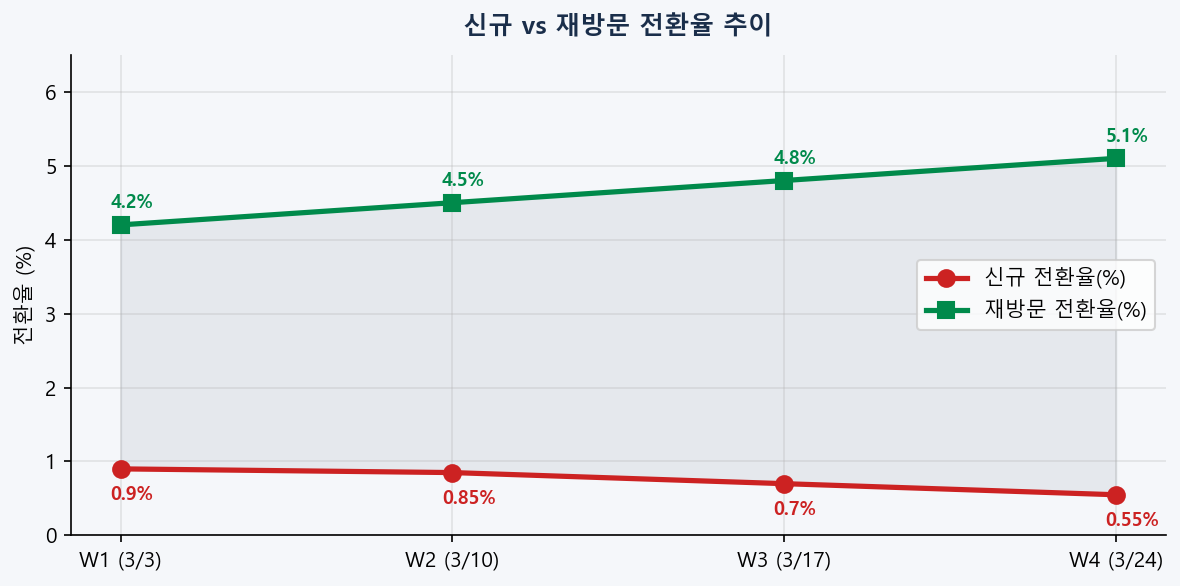 신규 vs 재방문 전환율 추이
전환율 (%)
6
5
4
3
2
1
0
4.2%
4.5%
4.8%
5.1%
신규 전환율(%)
재방문 전환율(%)
0.9%
0.85%
0.7%
0.55%
W1 (3/3)
W2 (3/10)
W3 (3/17)
W4 (3/24)